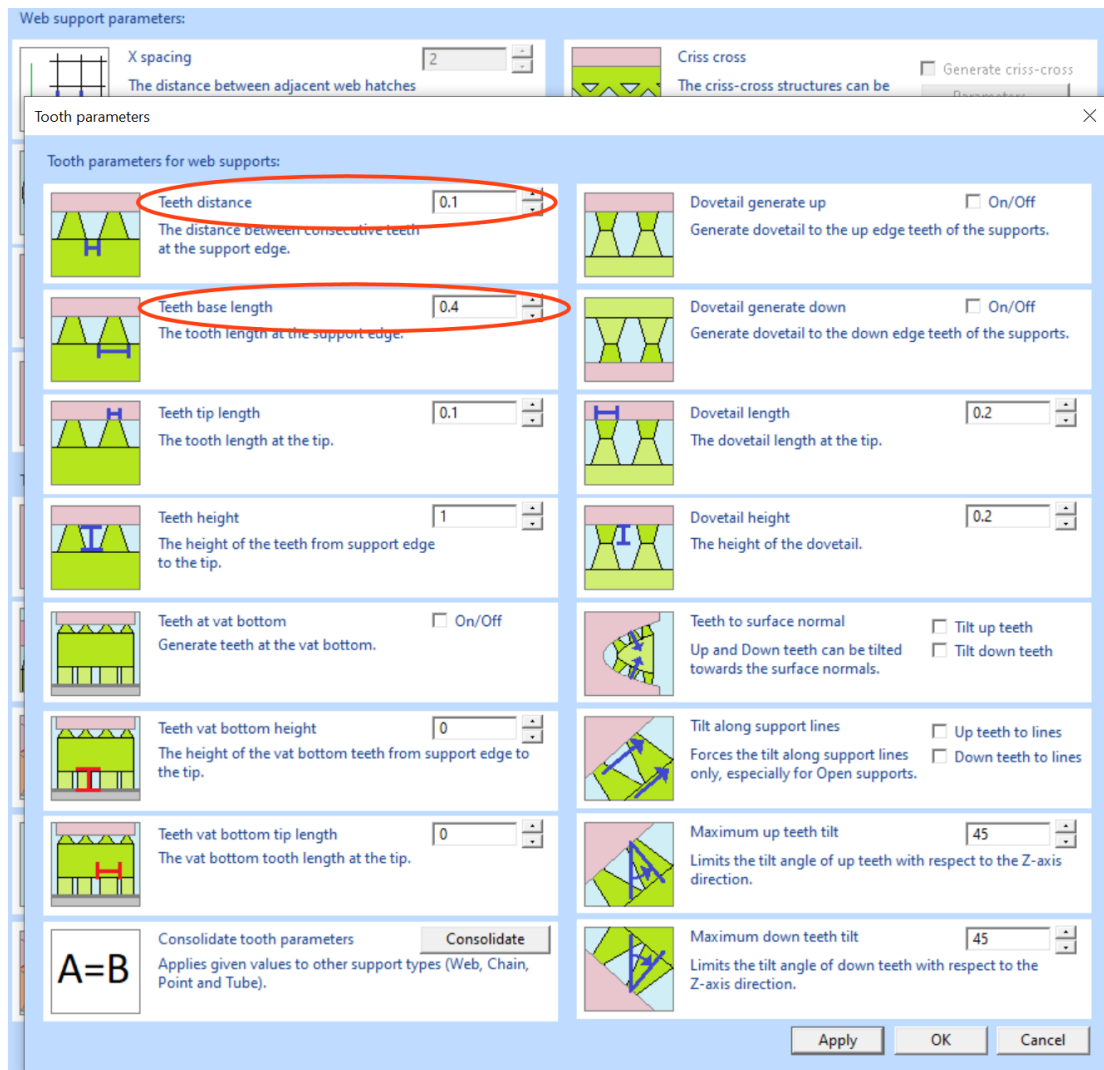 Web support parameters:
X spacing
2
The distance between adjacent web hatches
Criss cross
Generate criss-cross
The criss-cross structures can be
Parameters...
Tooth parameters
Tooth parameters for web supports:
Teeth distance
0.1
The distance between consecutive teeth
at the support edge.
Teeth base length
0.4
The tooth length at the support edge.
Teeth tip length
0.1
The tooth length at the tip.
Teeth height
1
The height of the teeth from support edge
to the tip.
Teeth at vat bottom
On/Off
Generate teeth at the vat bottom.
Teeth vat bottom height
0
The height of the vat bottom teeth from support edge to
the tip.
Teeth vat bottom tip length
0
The vat bottom tooth length at the tip.
A=B
Consolidate tooth parameters
Consolidate
Applies given values to other support types (Web, Chain,
Point and Tube).
Dovetail generate up
On/Off
Generate dovetail to the up edge teeth of the supports.
Dovetail generate down
On/Off
Generate dovetail to the down edge teeth of the supports.
Dovetail length
0.2
The dovetail length at the tip.
Dovetail height
0.2
The height of the dovetail.
Teeth to surface normal
Tilt up teeth
Up and Down teeth can be tilted
towards the surface normals.
Tilt down teeth
Tilt along support lines
Up teeth to lines
Forces the tilt along support lines
only, especially for Open supports.
Down teeth to lines
Maximum up teeth tilt
45
Limits the tilt angle of up teeth with respect to the Z-axis
direction.
Maximum down teeth tilt
45
Limits the tilt angle of down teeth with respect to the
Z-axis direction.
Apply
OK
Cancel